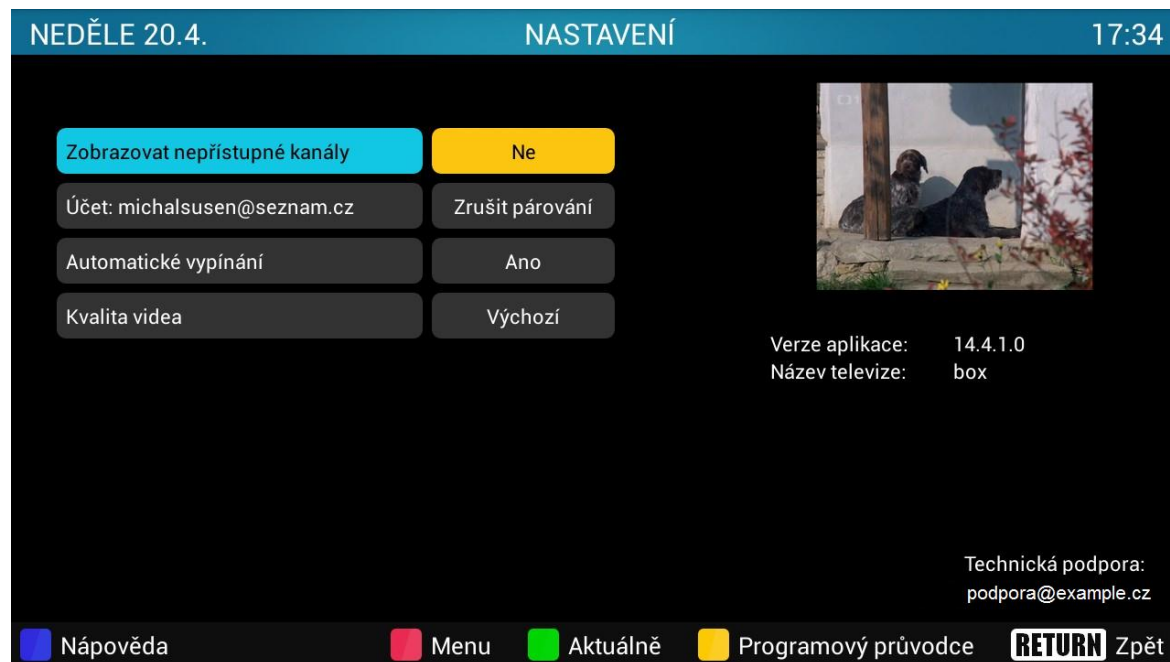 NEDĚLE 20.4. NASTAVENÍ 17:34
Zobrazovat nepřístupné kanály Ne
Účet: michalsusen@seznam.cz Zrušit párování
Automatické vypínání Ano
Kvalita videa Výchozí
Verze aplikace: 14.4.1.0
Název televize: box
Technická podpora:
podpora@example.cz
Nápověda Menu Aktuálně Programový průvodce RETURN Zpět